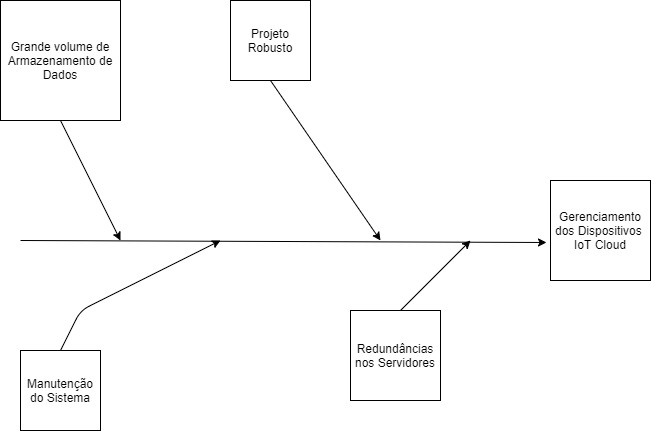 Grande volume de
Armazenamento de
Dados
Projeto
Robusto
Gerenciamento
dos Dispositivos
IoT Cloud
Redundâncias
nos Servidores
Manutenção
do Sistema